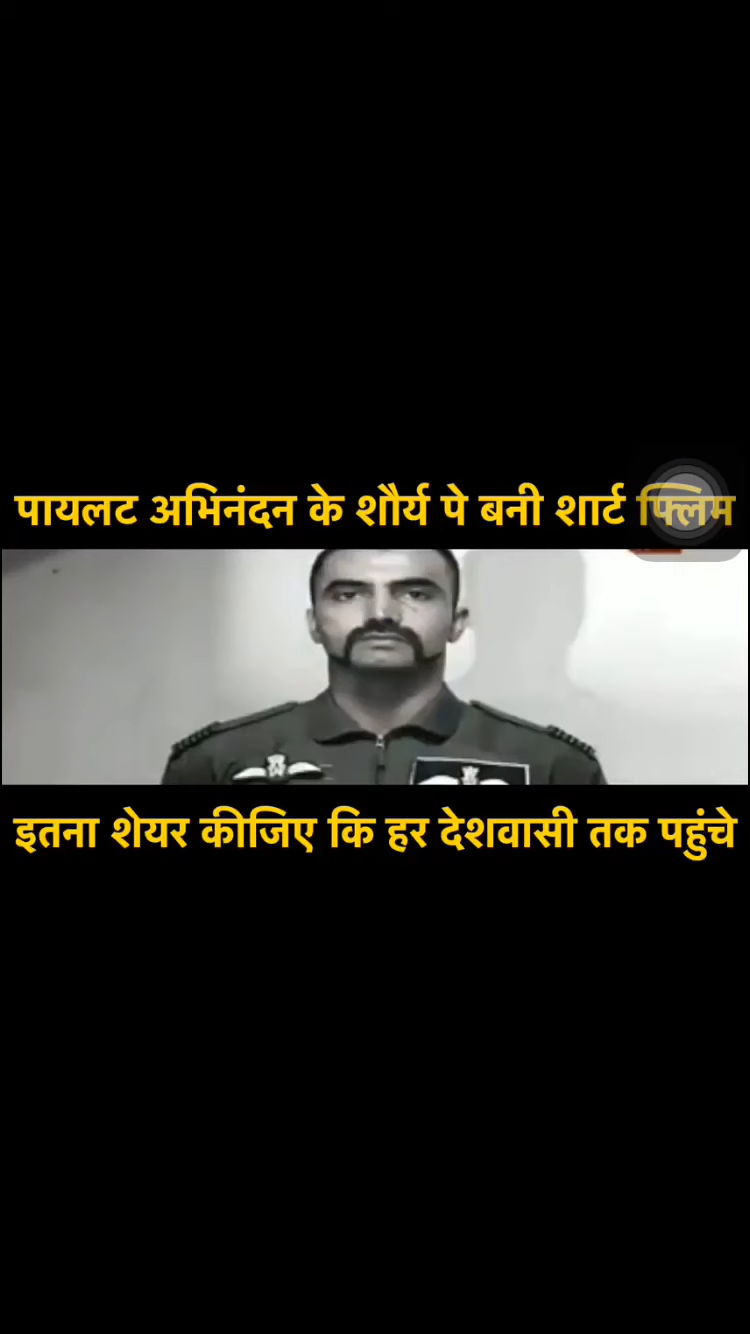 पायलट अभिनंदन के शौर्य पे बनी शार्ट फ्लिम
इतना शेयर कीजिए कि हर देशवासी तक पहुंचे